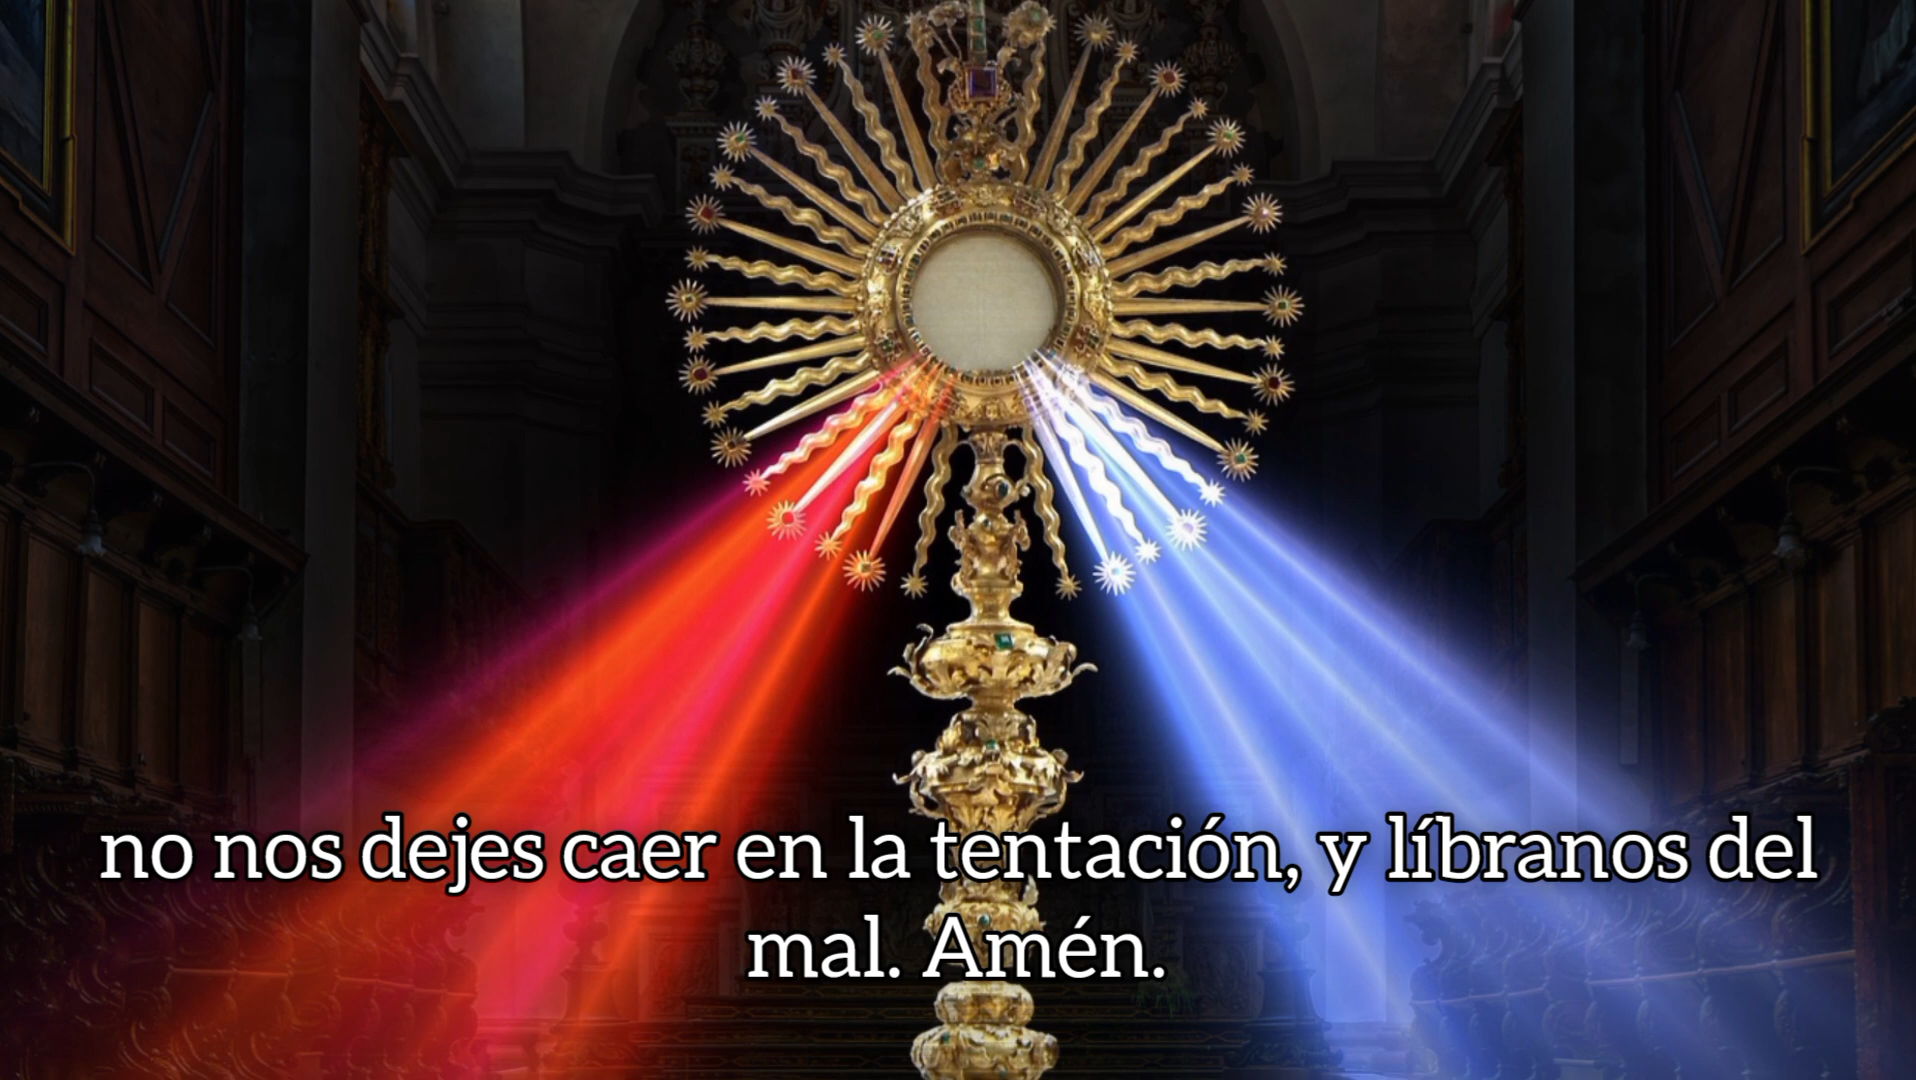 no nos dejes caer en la tentación, y líbranos del
mal. Amén.